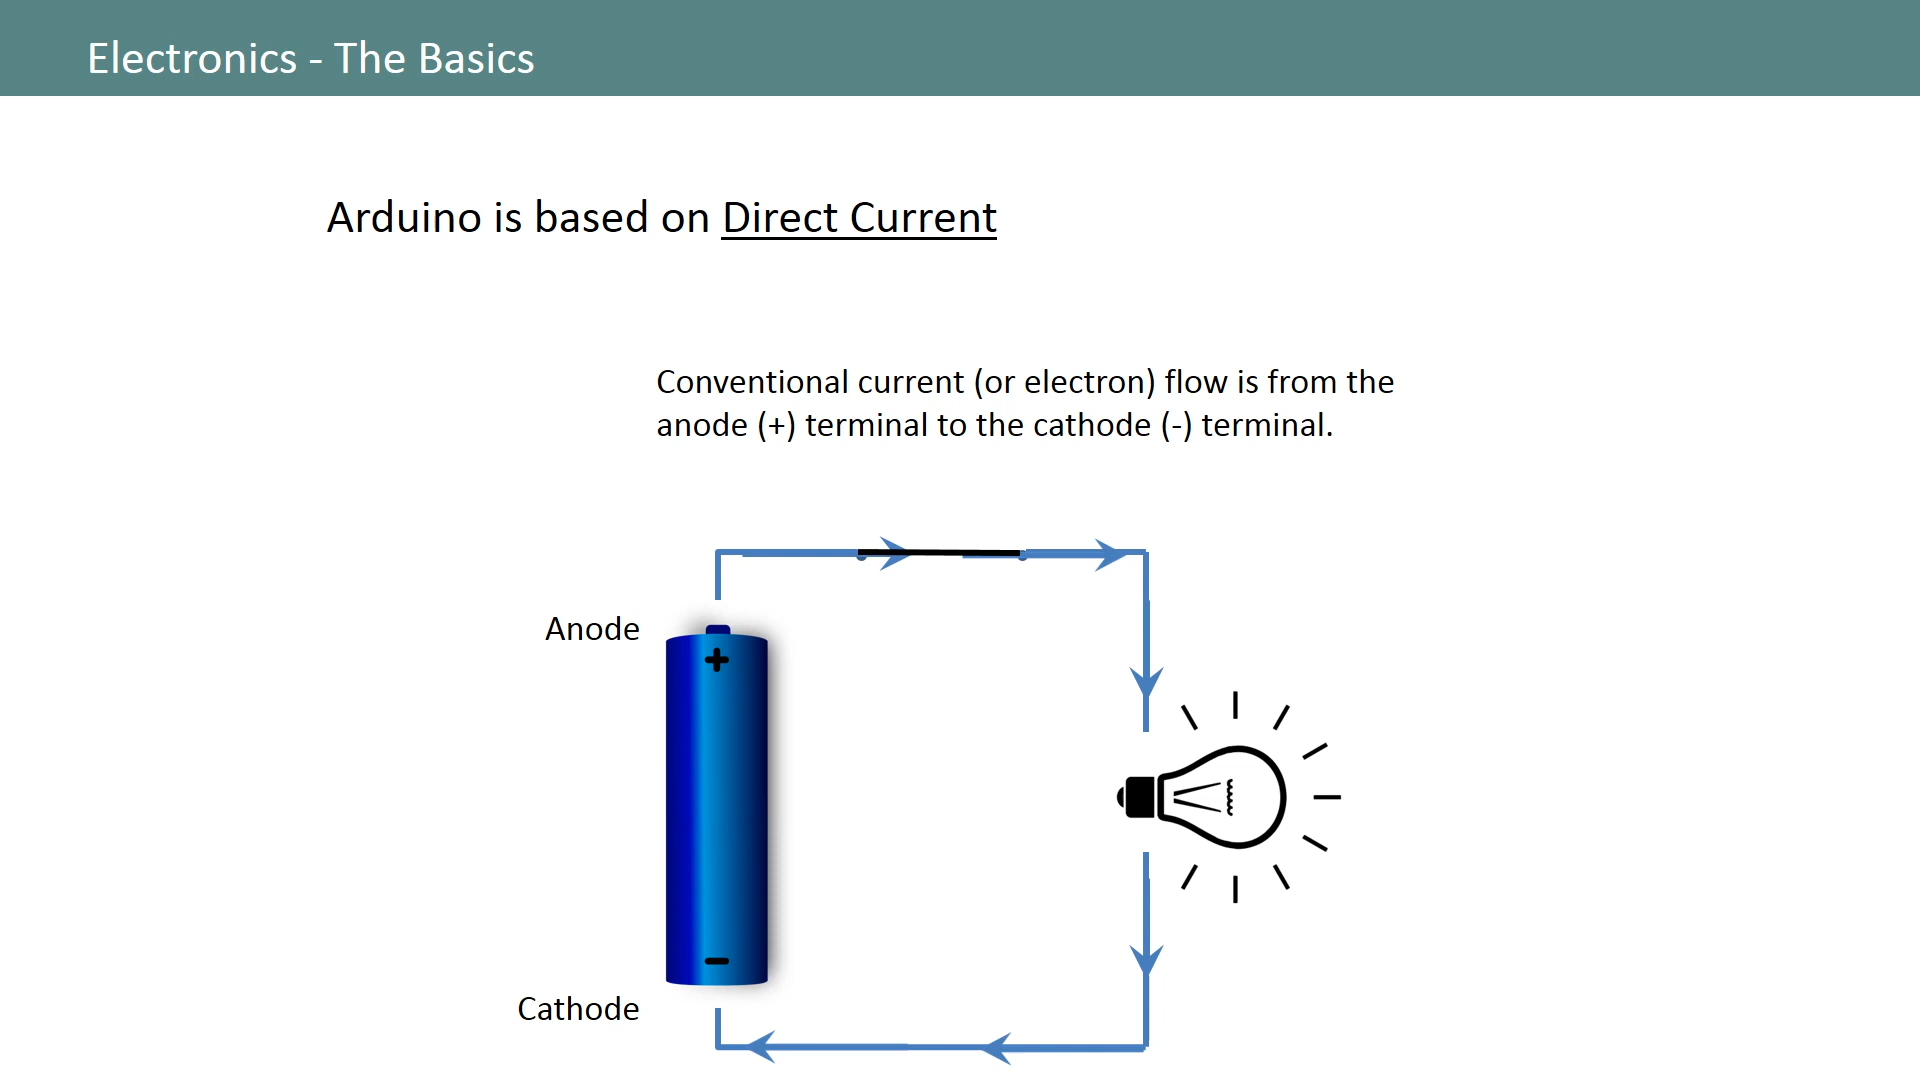 Electronics - The Basics
Arduino is based on Direct Current
Conventional current (or electron) flow is from the
anode (+) terminal to the cathode (-) terminal.
Anode
+
-
Cathode